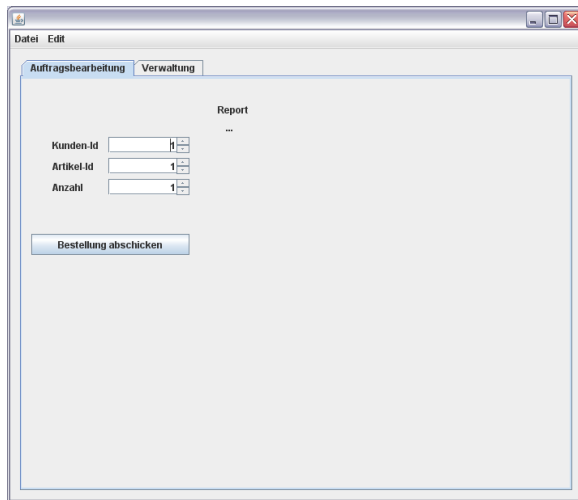 Datei Edit
Auftragsbearbeitung Verwaltung
Report
...
Kunden-Id 1
Artikel-Id 1
Anzahl 1
Bestellung abschicken